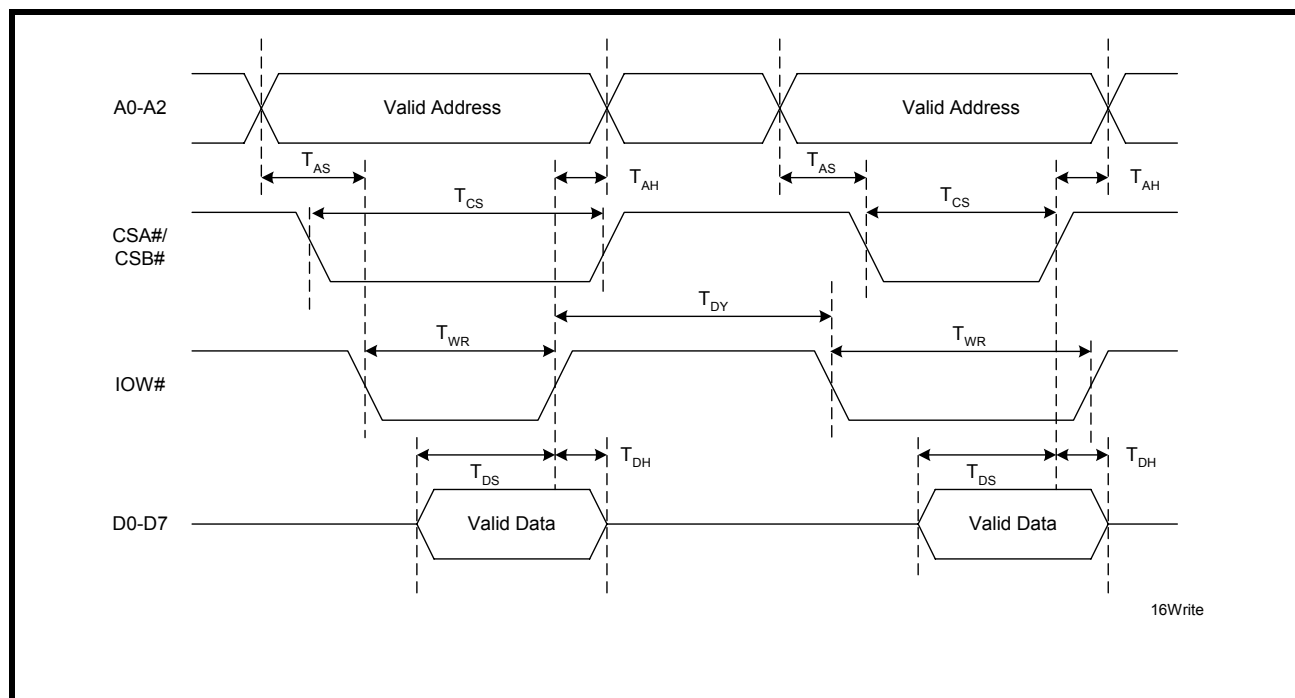 A0-A2
Valid Address
Valid Address
TAS
TAH
TAS
TAH
TCS
TCS
CSA#/
CSB#
TDY
TWR
TWR
IOW#
TDS
TDH
TDS
TDH
D0-D7
Valid Data
Valid Data
16Write